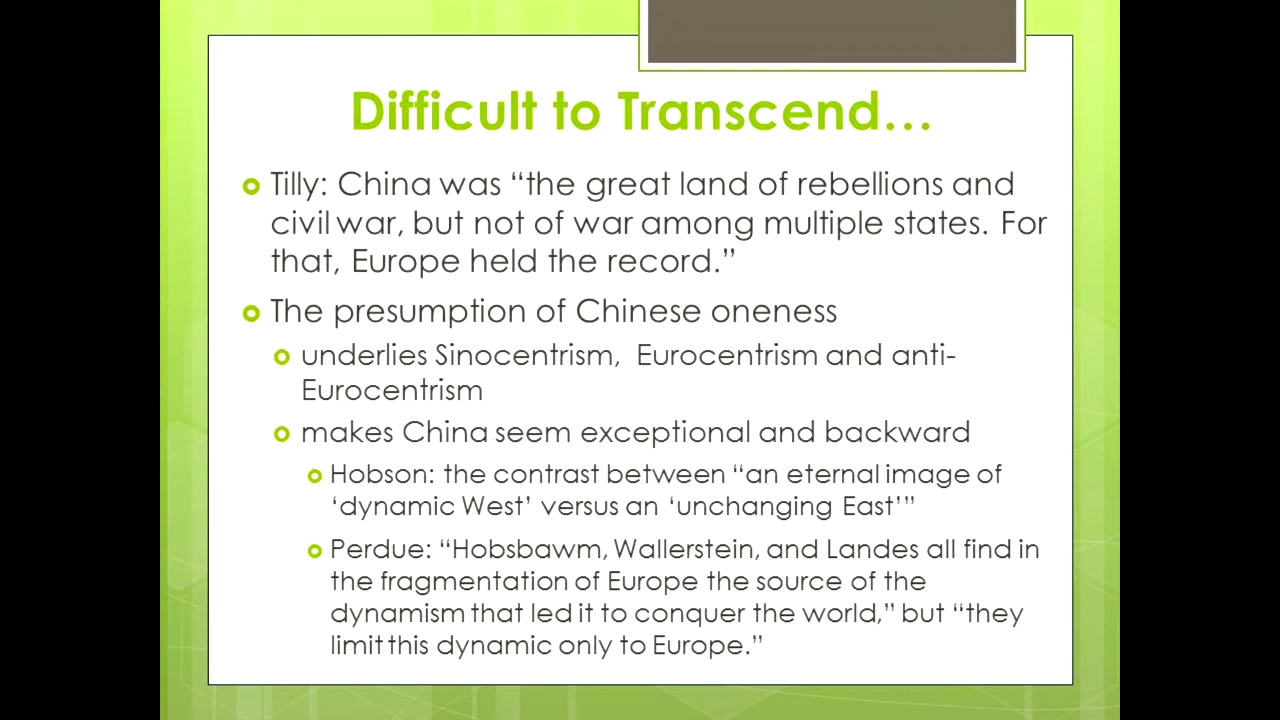 Difficult to Transcend…
Tilly: China was “the great land of rebellions and
civil war, but not of war among multiple states. For
that, Europe held the record.”
The presumption of Chinese oneness
underlies Sinocentrism, Eurocentrism and anti-
Eurocentrism
makes China seem exceptional and backward
Hobson: the contrast between “an eternal image of
‘dynamic West’ versus an ‘unchanging East’”
Perdue: “Hobsbawm, Wallerstein, and Landes all find in
the fragmentation of Europe the source of the
dynamism that led it to conquer the world,” but “they
limit this dynamic only to Europe.”